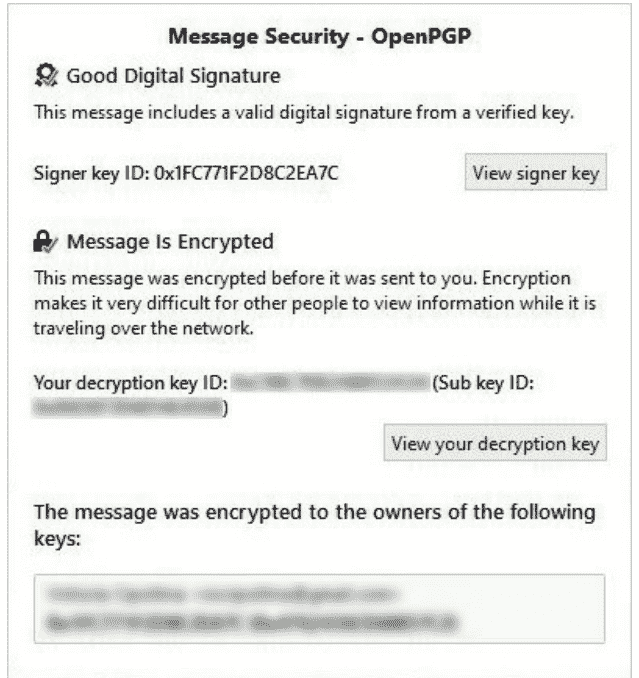 Message Security - OpenPGP
Good Digital Signature
This message includes a valid digital signature from a verified key.
Signer key ID: 0x1FC771F2D8C2EA7C
View signer key
Message Is Encrypted
This message was encrypted before it was sent to you. Encryption
makes it very difficult for other people to view information while it is
traveling over the network.
Your decryption key ID: (Sub key ID:
)
View your decryption key
The message was encrypted to the owners of the following
keys: